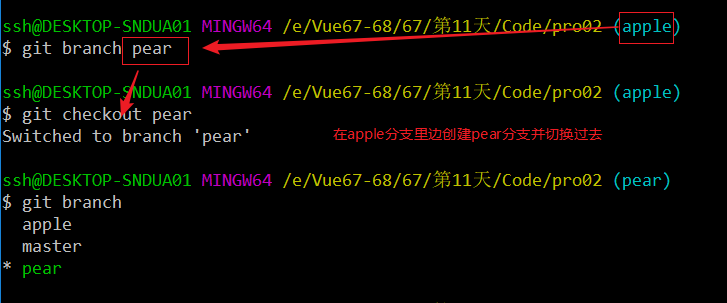 ssh@DESKTOP-SNDUA01 MINGW64 /e/Vue67-68/67/第11天/Code/pro02 (apple)
$ git branch pear
ssh@DESKTOP-SNDUA01 MINGW64 /e/Vue67-68/67/第11天/Code/pro02 (apple)
$ git checkout pear
Switched to branch 'pear'
在apple分支里边创建pear分支并切换过去
ssh@DESKTOP-SNDUA01 MINGW64 /e/Vue67-68/67/第11天/Code/pro02 (pear)
$ git branch
apple
master
* pear